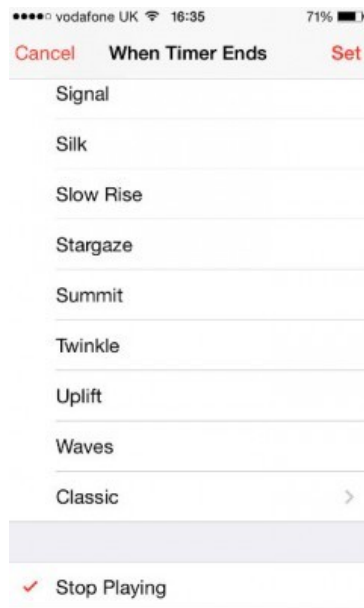 vodafone UK 16:35 71%
Cancel When Timer Ends Set
Signal
Silk
Slow Rise
Stargaze
Summit
Twinkle
Uplift
Waves
Classic
Stop Playing